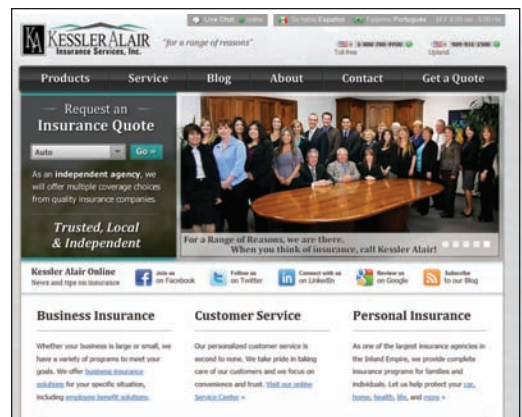 Live Chat online
Se habla Español
Falamos Português
KA
KESSLER ALAIR
Insurance Services, Inc.
"for a range of reasons"
1-800-788-9900
Toll-free
909-931-1500
Upland
Products
Service
Blog
About
Contact
Get a Quote
Request an
Insurance Quote
Auto
Go »
As an independent agency, we
will offer multiple coverage choices
from quality insurance companies.
Trusted, Local
& Independent
For a Range of Reasons, we are there.
When you think of insurance, call Kessler Alair!
Kessler Alair Online
News and tips on insurance
Join us
on Facebook
Follow us
on Twitter
Connect with us
on LinkedIn
Review us
on Google
Subscribe
to our Blog
Business Insurance
Whether your business is large or small, we
have a variety of programs to meet your
goals. We offer business insurance
solutions for your specific situation,
including employee benefit solutions.
Customer Service
Our personalized customer service is
second to none. We take pride in taking
care of our customers and we focus on
convenience and trust. Visit our online
Service Center »
Personal Insurance
As one of the largest insurance agencies in
the Inland Empire, we provide complete
insurance programs for families and
individuals. Let us help protect your car,
home, health, life, and more »